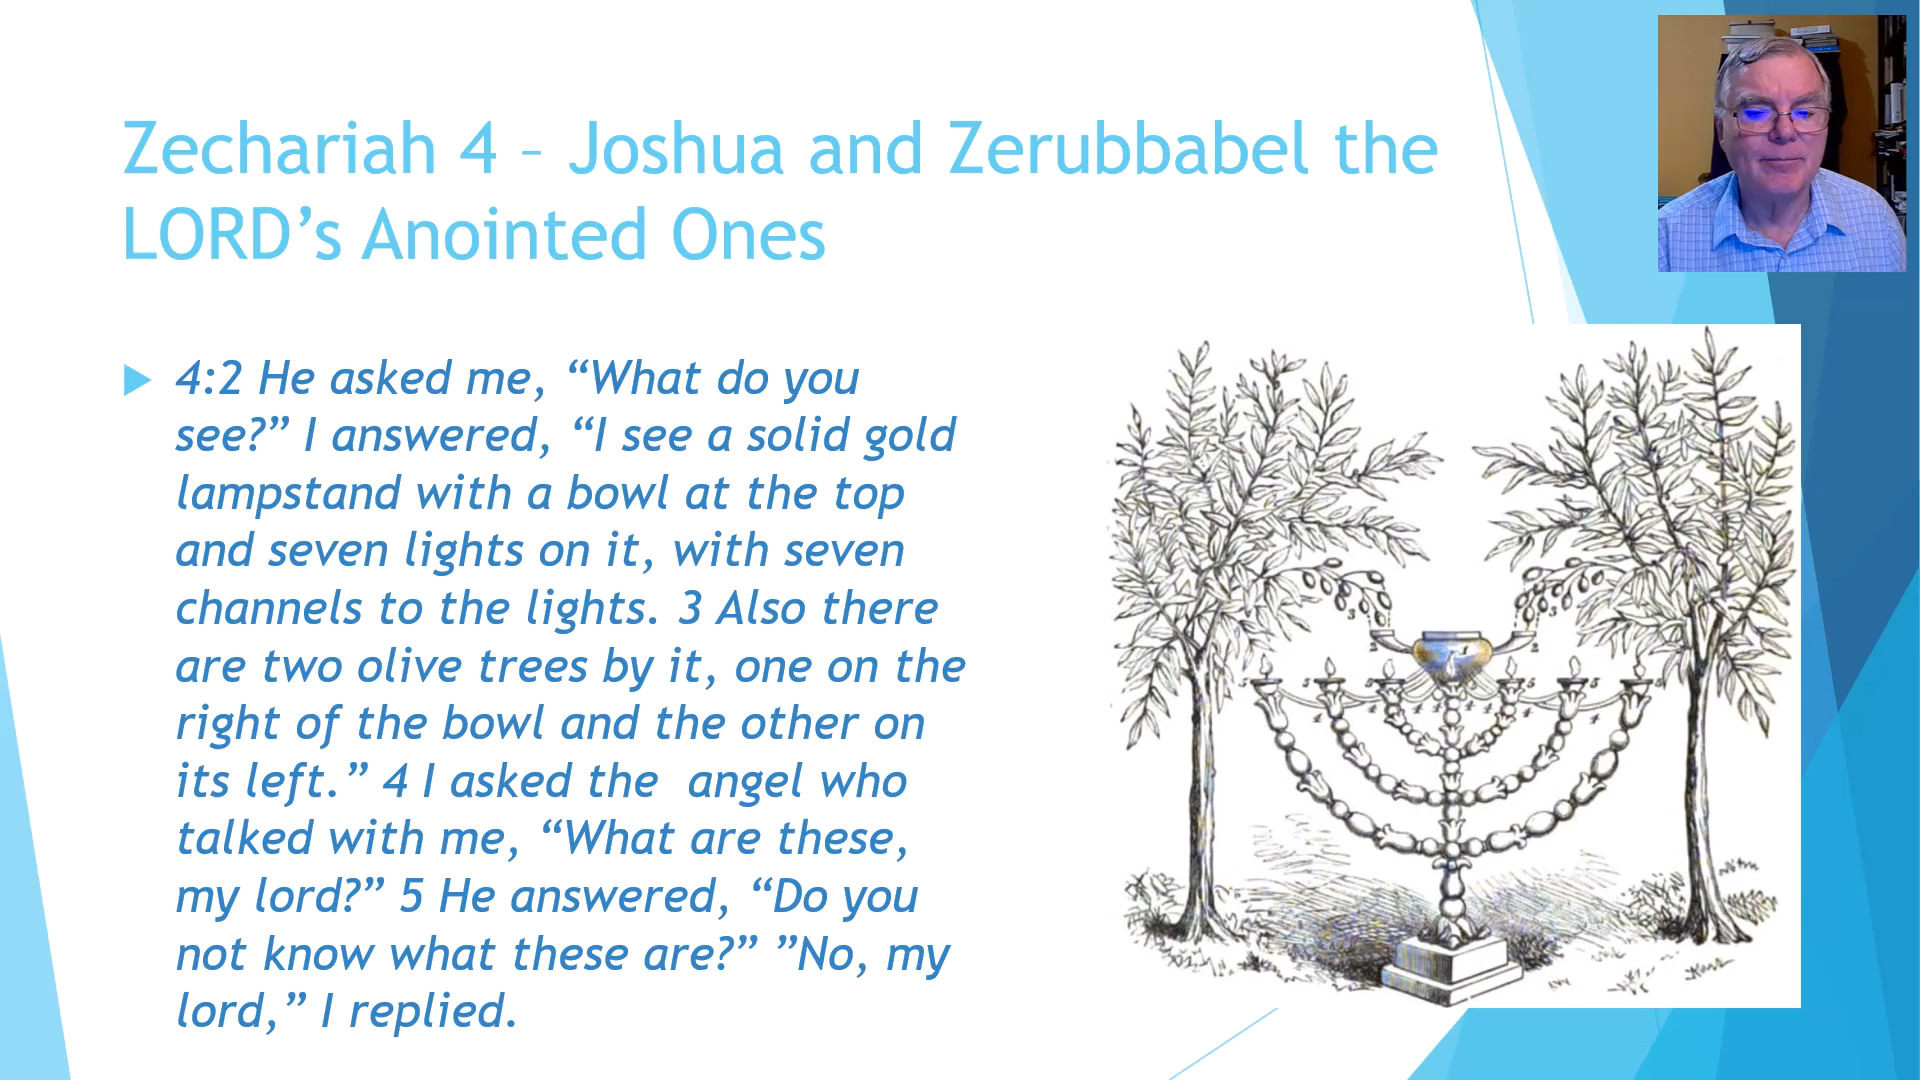 Zechariah 4 – Joshua and Zerubbabel the
LORD’s Anointed Ones
4:2 He asked me, “What do you
see?” I answered, “I see a solid gold
lampstand with a bowl at the top
and seven lights on it, with seven
channels to the lights. 3 Also there
are two olive trees by it, one on the
right of the bowl and the other on
its left.” 4 I asked the  angel who
talked with me, “What are these,
my lord?” 5 He answered, “Do you
not know what these are?” ”No, my
lord,” I replied.